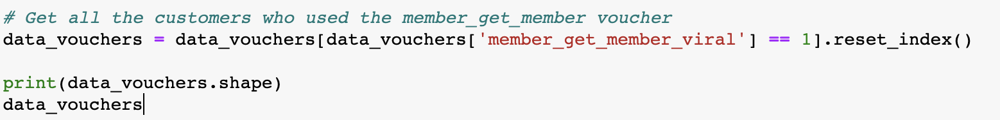 # Get all the customers who used the member_get_member voucher
data_vouchers = data_vouchers[data_vouchers['member_get_member_viral'] == 1].reset_index()
print(data_vouchers.shape)
data_vouchers